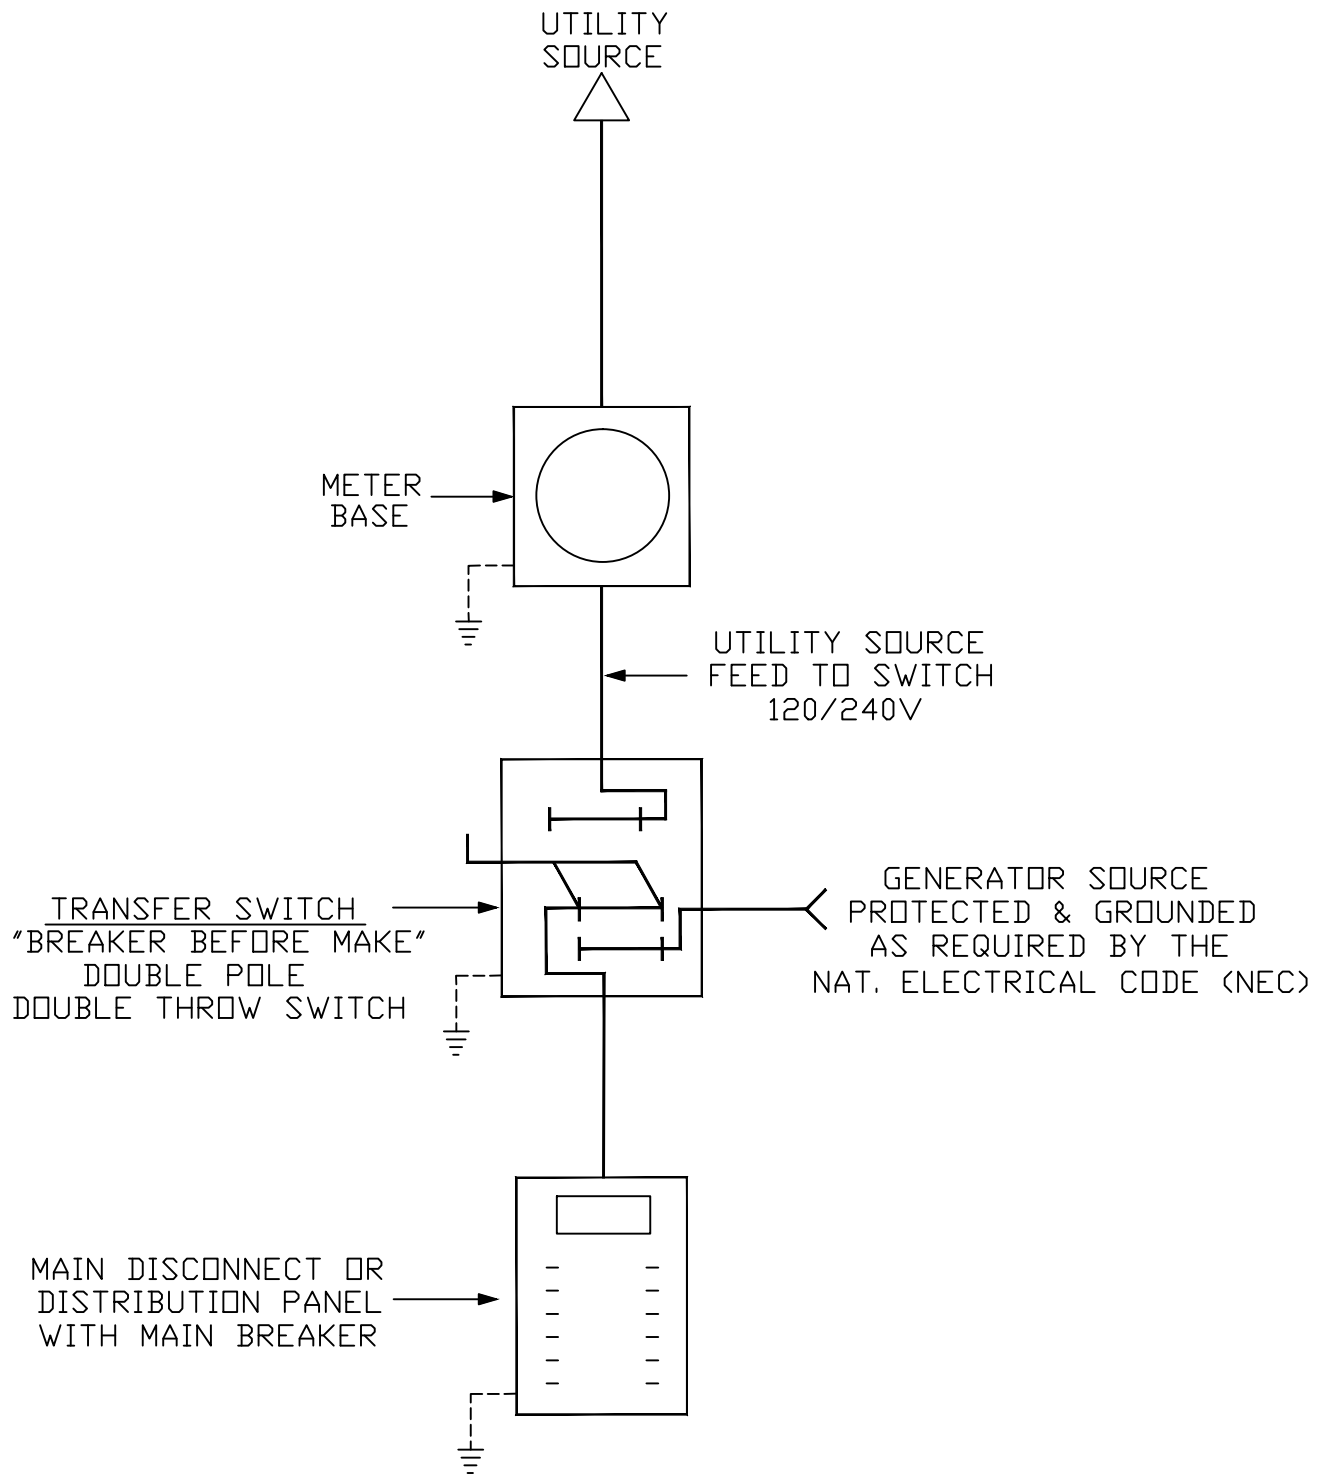 UTILITY
SOURCE
METER
BASE
UTILITY SOURCE
FEED TO SWITCH
120/240V
TRANSFER SWITCH
"BREAKER BEFORE MAKE"
DOUBLE POLE
DOUBLE THROW SWITCH
GENERATOR SOURCE
PROTECTED & GROUNDED
AS REQUIRED BY THE
NAT. ELECTRICAL CODE (NEC)
MAIN DISCONNECT OR
DISTRIBUTION PANEL
WITH MAIN BREAKER